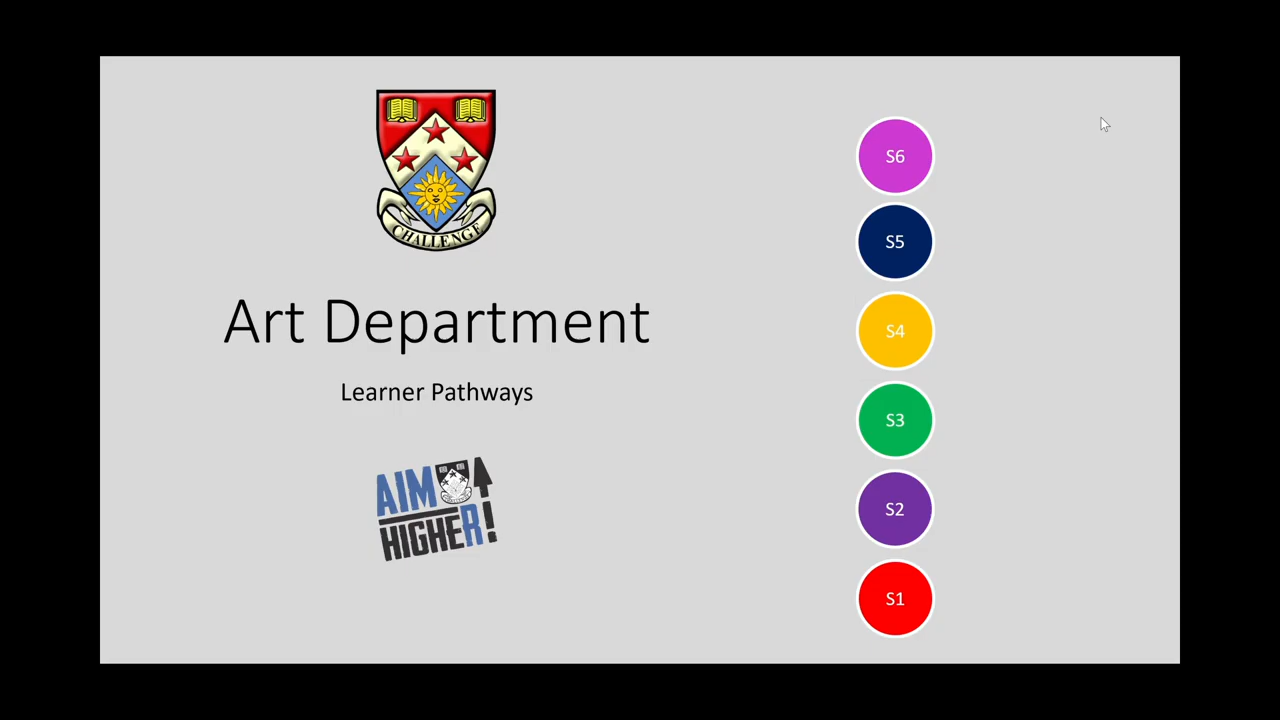 CHALLENGE
Art Department
Learner Pathways
AIM
HIGHER!
S6
S5
S4
S3
S2
S1